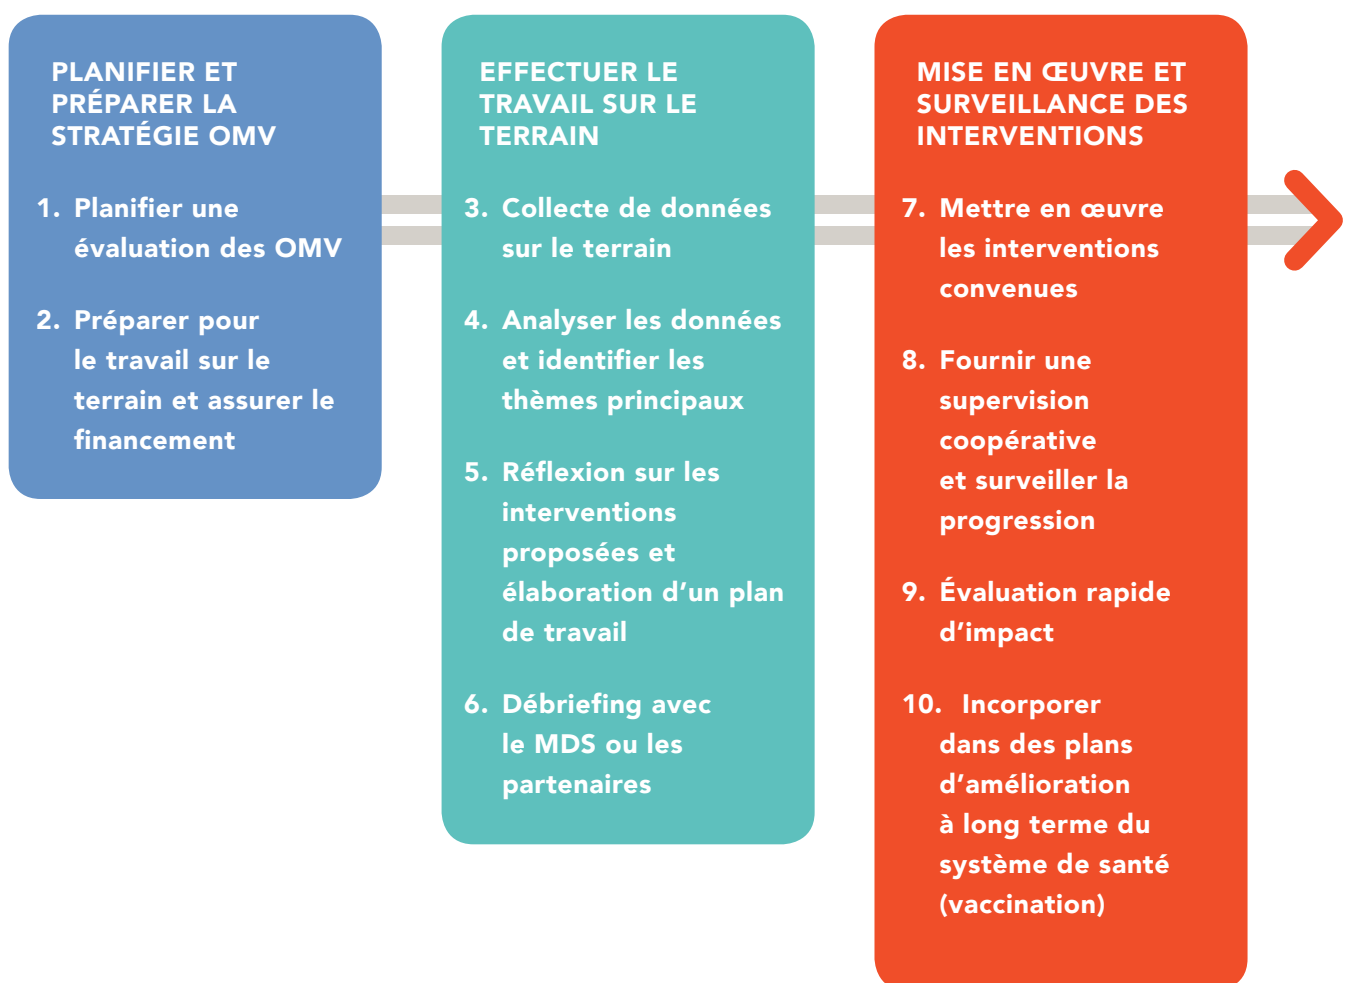 PLANIFIER ET
PRÉPARER LA
STRATÉGIE OMV
1. Planifier une
évaluation des OMV
2. Préparer pour
le travail sur le
terrain et assurer le
financement
EFFECTUER LE
TRAVAIL SUR LE
TERRAIN
3. Collecte de données
sur le terrain
4. Analyser les données
et identifier les
thèmes principaux
5. Réflexion sur les
interventions
proposées et
élaboration d’un plan
de travail
6. Débriefing avec
le MDS ou les
partenaires
MISE EN ŒUVRE ET
SURVEILLANCE DES
INTERVENTIONS
7. Mettre en œuvre
les interventions
convenues
8. Fournir une
supervision
coopérative
et surveiller la
progression
9. Évaluation rapide
d’impact
10. Incorporer
dans des plans
d’amélioration
à long terme du
système de santé
(vaccination)